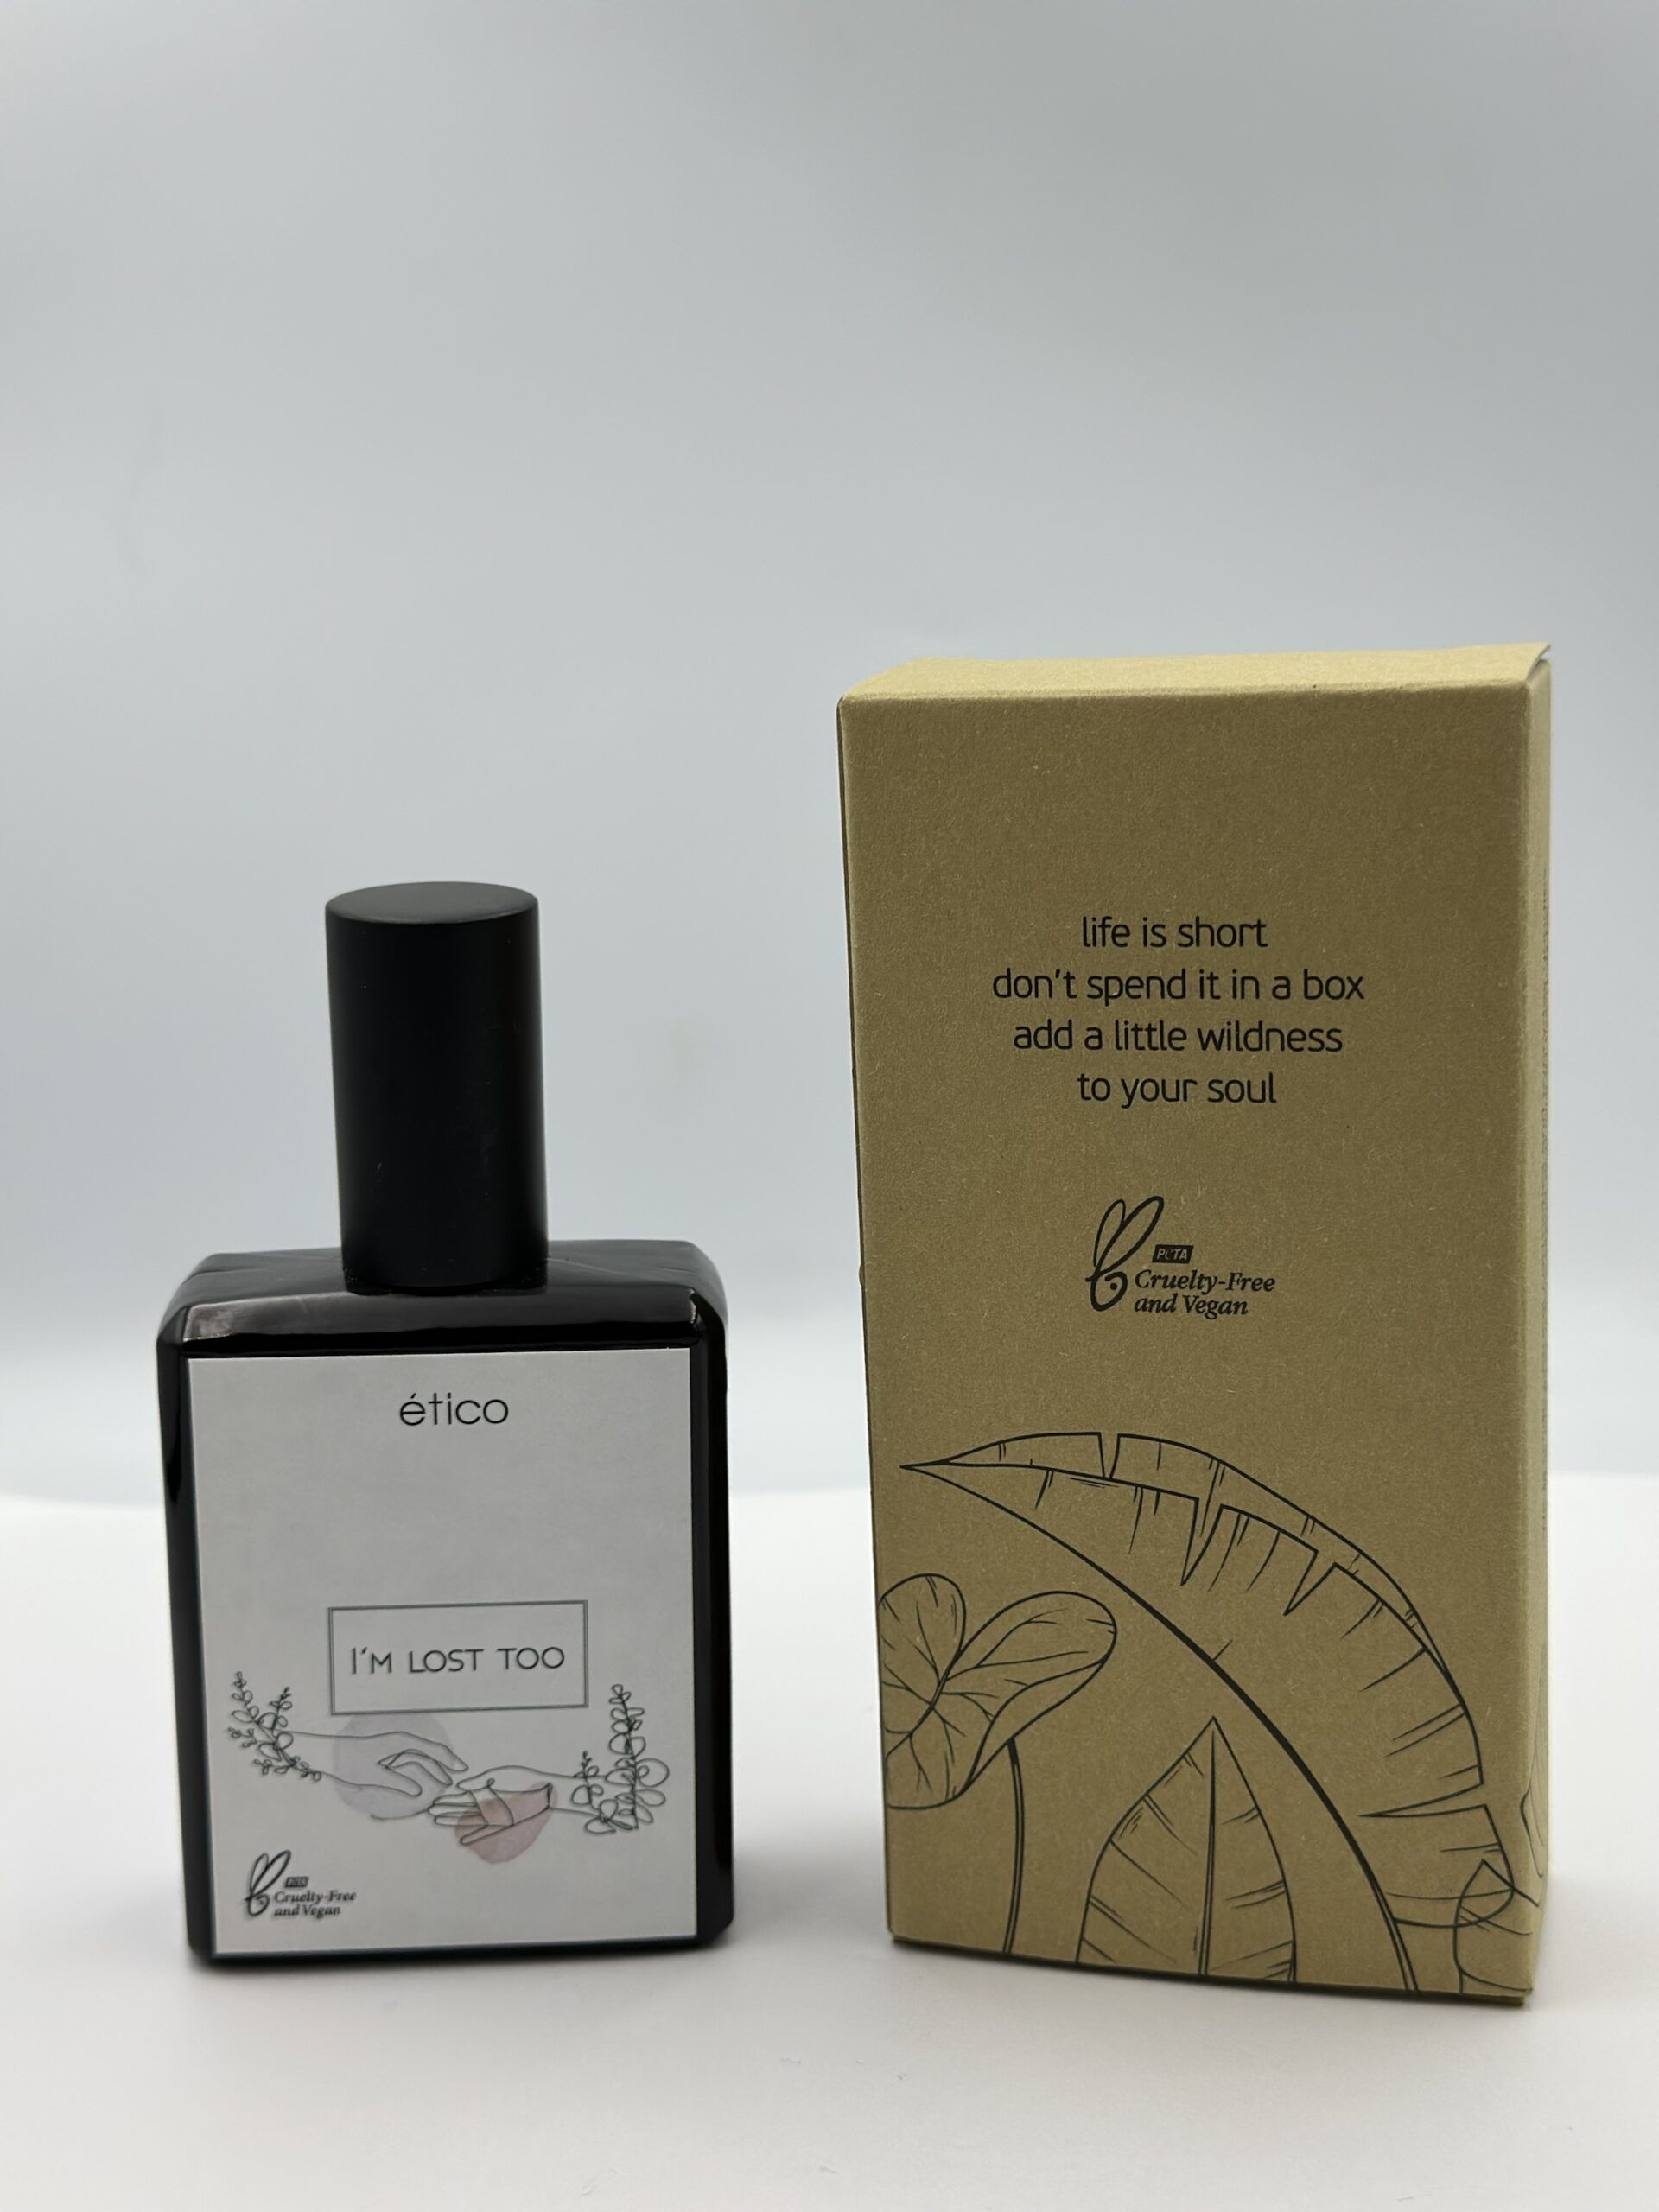 life is short
don't spend it in a box
add a little wildness
to your soul
PETA
Cruelty-Free
and Vegan
ético
I'M LOST TOO
PETA
Cruelty-Free
and Vegan